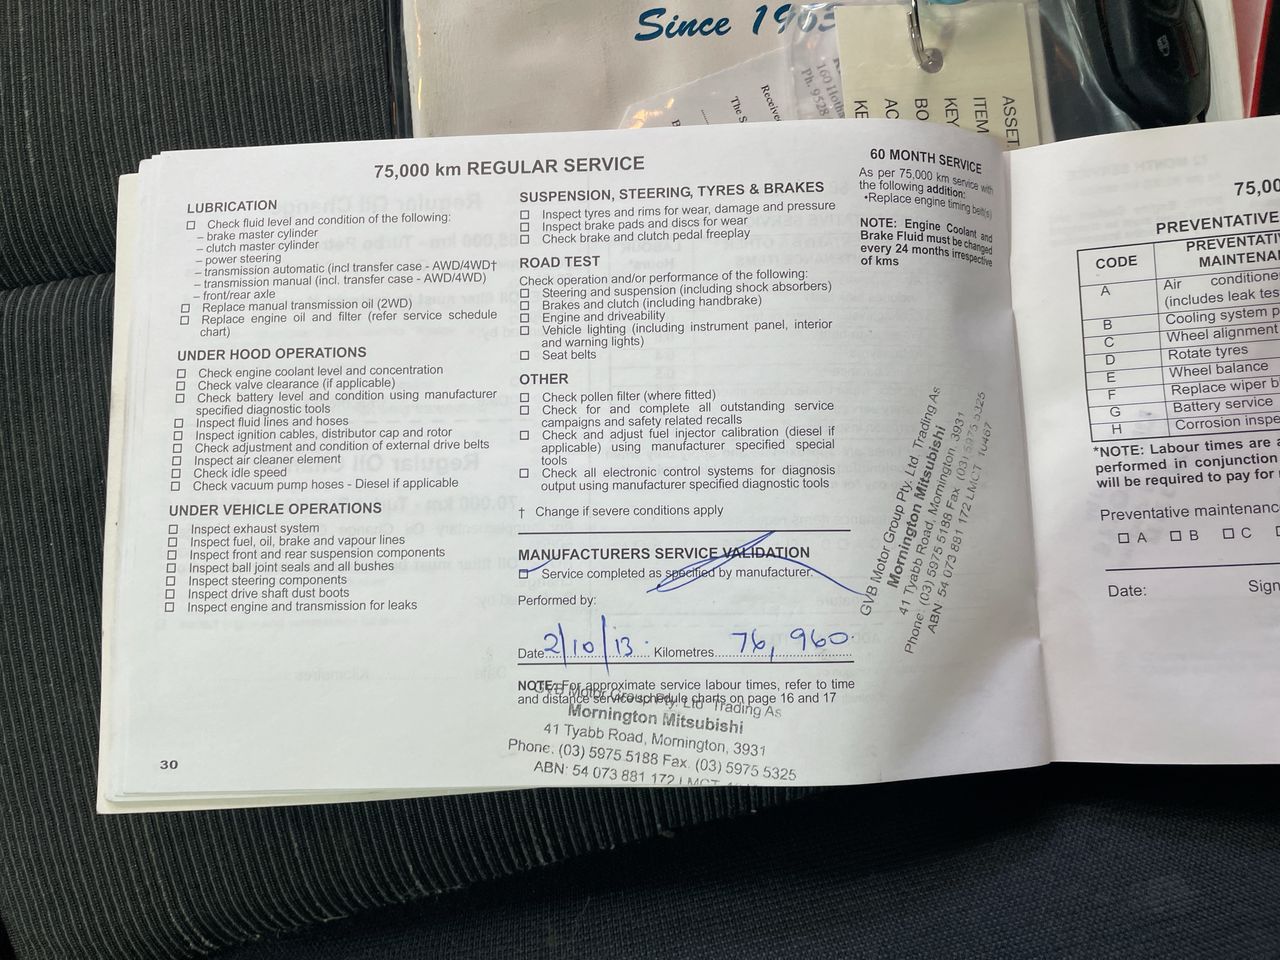 Since 1963
160 Hotha
Ph. 9528
Received
The S
ASSET
ITEM
KEY
BO
AC
KE
75,000 km REGULAR SERVICE
LUBRICATION
☐ Check fluid level and condition of the following:
– brake master cylinder
– clutch master cylinder
– power steering
– transmission automatic (incl transfer case - AWD/4WD†
– transmission manual (incl. transfer case - AWD/4WD)
– front/rear axle
☐ Replace manual transmission oil (2WD)
☐ Replace engine oil and filter (refer service schedule
chart)
UNDER HOOD OPERATIONS
☐ Check engine coolant level and concentration
☐ Check valve clearance (if applicable)
☐ Check battery level and condition using manufacturer
specified diagnostic tools
☐ Inspect fluid lines and hoses
☐ Inspect ignition cables, distributor cap and rotor
☐ Check adjustment and condition of external drive belts
☐ Inspect air cleaner element
☐ Check idle speed
☐ Check vacuum pump hoses - Diesel if applicable
UNDER VEHICLE OPERATIONS
☐ Inspect exhaust system
☐ Inspect fuel, oil, brake and vapour lines
☐ Inspect front and rear suspension components
☐ Inspect ball joint seals and all bushes
☐ Inspect steering components
☐ Inspect drive shaft dust boots
☐ Inspect engine and transmission for leaks
30
SUSPENSION, STEERING, TYRES & BRAKES
☐ Inspect tyres and rims for wear, damage and pressure
☐ Inspect brake pads and discs for wear
☐ Check brake and clutch pedal freeplay
ROAD TEST
Check operation and/or performance of the following:
☐ Steering and suspension (including shock absorbers)
☐ Brakes and clutch (including handbrake)
☐ Engine and driveability
☐ Vehicle lighting (including instrument panel, interior
and warning lights)
☐ Seat belts
OTHER
☐ Check pollen filter (where fitted)
☐ Check for and complete all outstanding service
campaigns and safety related recalls
☐ Check and adjust fuel injector calibration (diesel if
applicable) using manufacturer specified special
tools
☐ Check all electronic control systems for diagnosis
output using manufacturer specified diagnostic tools
† Change if severe conditions apply
MANUFACTURERS SERVICE VALIDATION
☐ Service completed as specified by manufacturer.
Performed by:
Date 2/10/13. Kilometres 76,960.
NOTE: For approximate service labour times, refer to time
and distance service schedule charts on page 16 and 17
GVB Motor Group Pty. Ltd Trading As
Mornington Mitsubishi
41 Tyabb Road, Mornington, 3931
Phone: (03) 5975 5188 Fax. (03) 5975 5325
ABN: 54 073 881 172 LMCT
60 MONTH SERVICE
As per 75,000 km service with
the following addition:
•Replace engine timing belt(s)
NOTE: Engine Coolant and
Brake Fluid must be changed
every 24 months irrespective
of kms
GVB Motor Group Pty. Ltd. Trading As
Mornington Mitsubishi
41 Tyabb Road, Mornington, 3931
Phone: (03) 5975 5188 Fax: (03) 5975 5325
ABN: 54 073 881 172 LMCT 10467
75,00
PREVENTATIVE
CODE
PREVENTATIV
MAINTENAN
A Air conditione
(includes leak tes
B Cooling system p
C Wheel alignment
D Rotate tyres
E Wheel balance
F Replace wiper b
G Battery service
H Corrosion inspe
*NOTE: Labour times are a
performed in conjunction
will be required to pay for
Preventative maintenanc
☐ A ☐ B ☐ C
Date: Sign